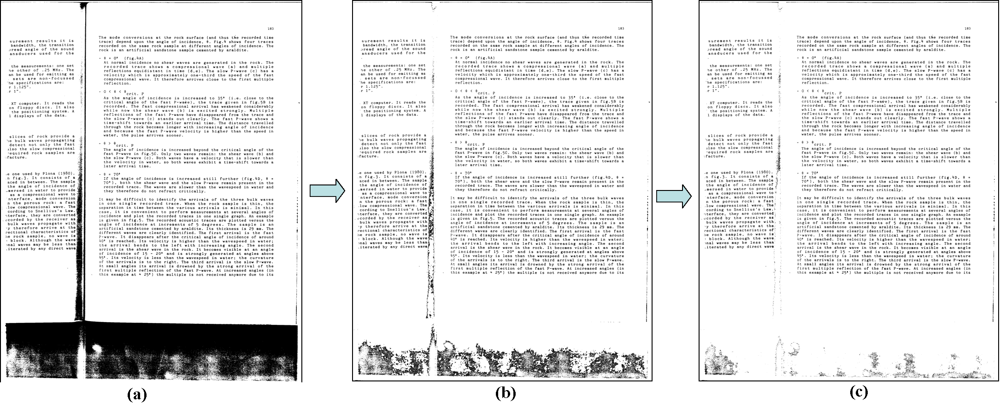 surement results it is
bandwidth, the transition
read angle of the sound
ansducers used for the
the measurements: one set
he other of .25 MHz. The
an be used for emitting as
sets are non-focussed
he specifications are:
r 1.125".
r 1".
XT computer. It reads the
on floppy discs. It also
the positioning system. A
l displays of the data.
slices of rock provide a
e bulk waves propagating
detect not only the fast
lso the slow compressional
equired rock samples are
facture.
e one used by Plona (1980).
n fig.3. It consists of a
aced in between. The sample
the angle of incidence of
mersed in water to provide
as a compressional wave to
nterface, mode conversion
n the porous rock: a fast
low compressional wave. The
cording to Snellius's Law.
terface, they are converted
ecorded by the receiver as
bulk waves propagate with
y therefore arrive at the
rectional characteristics of
he rock sample, no wave is
block. Although the wave
nal waves may be less than
iterated by any direct wave
183
The mode conversions at the rock surface (and thus the recorded time
trace) depend upon the angle of incidence, θ. Fig.4 shows four traces
recorded on the same rock sample at different angles of incidence. The
rock is an artificial sandstone sample cemented by araldite.
- θ = 0° (fig.4A)
At normal incidence no shear waves are generated in the rock. The
recorded trace shows a compressional wave (a) and multiple
reflections equidistant in time (d,e). The slow P-wave (c) has a
velocity which is approximately one-third the speed of the fast
compressional wave. It therefore arrives close to the first multiple
reflection.
- 0 < θ < θcrit. P
As the angle of incidence is increased to 35° (i.e. close to the
critical angle of the fast P-wave), the trace given in fig.5B is
recorded. The fast compressional arrival has weakened considerably
while now the shear wave (b) is excited strongly. Multiple
reflections of the fast P-wave have disappeared from the trace and
the slow P-wave (c) stands out clearly. The fast P-wave shows a
time-shift towards an earlier arrival time. The distance travelled
through the rock becomes longer with increasing angle of incidence
and because the fast P-wave velocity is higher than the speed in
water, the pulse arrives sooner.
- θ > θcrit. P
The angle of incidence is increased beyond the critical angle of the
fast P-wave in fig.5C. Only two waves remain: the shear wave (b) and
the slow P-wave (c). Both waves have a velocity that is slower than
the velocity in water, so both waves exhibit a time-shift towards a
later arrival time.
- θ = 70°
If the angle of incidence is increased still further (fig.4D, θ =
70°), both the shear wave and the slow P-wave remain present in the
recorded trace. The waves are slower than the wavespeed in water and
they therefore do not refract critically.
It may be difficult to identify the arrivals of the three bulk waves
in one single recorded trace. When the rock sample is thin, the
separation in time between the various arrivals is minimal. In this
case, it is convenient to perform measurements at several angles of
incidence and plot the recorded traces in one single graph. An example
is given in fig.5. The recorded acoustic traces are plotted versus the
angle of incidence at increments of 5 degrees. The sample is an
artificial sandstone cemented by araldite. Its thickness is 29 mm. The
different waves are clearly identified. The first arrival is the fast
P-wave. It disappears after the critical angle of incidence of around
40° is reached. Its velocity is higher than the wavespeed in water;
the arrival bends to the left with increasing angle. The second
arrival is the shear wave in the rock. It becomes visible at an angle
of incidence of 15 - 20° and is strongly generated at angles above
45°. Its velocity is less than the wavespeed in water; the curvature
of the arrivals is to the right. The third arrival is the slow P-wave.
At small angles its arrival is drowned by the strong arrival of the
first multiple reflection of the fast P-wave. At increased angles (in
this example at ≈ 25°) the multiple is not received anymore due to its
(a)
surement results it is
bandwidth, the transition
read angle of the sound
ansducers used for the
the measurements: one set
he other of .25 MHz. The
an be used for emitting as
sets are non-focussed
he specifications are:
r 1.125".
r 1".
XT computer. It reads the
on floppy discs. It also
the positioning system. A
l displays of the data.
slices of rock provide a
e bulk waves propagating
detect not only the fast
lso the slow compressional
equired rock samples are
facture.
e one used by Plona (1980).
n fig.3. It consists of a
aced in between. The sample
the angle of incidence of
mersed in water to provide
as a compressional wave to
nterface, mode conversion
n the porous rock: a fast
low compressional wave. The
cording to Snellius's Law.
terface, they are converted
ecorded by the receiver as
bulk waves propagate with
y therefore arrive at the
rectional characteristics of
he rock sample, no wave is
block. Although the wave
nal waves may be less than
iterated by any direct wave
183
The mode conversions at the rock surface (and thus the recorded time
trace) depend upon the angle of incidence, θ. Fig.4 shows four traces
recorded on the same rock sample at different angles of incidence. The
rock is an artificial sandstone sample cemented by araldite.
- θ = 0° (fig.4A)
At normal incidence no shear waves are generated in the rock. The
recorded trace shows a compressional wave (a) and multiple
reflections equidistant in time (d,e). The slow P-wave (c) has a
velocity which is approximately one-third the speed of the fast
compressional wave. It therefore arrives close to the first multiple
reflection.
- 0 < θ < θcrit. P
As the angle of incidence is increased to 35° (i.e. close to the
critical angle of the fast P-wave), the trace given in fig.5B is
recorded. The fast compressional arrival has weakened considerably
while now the shear wave (b) is excited strongly. Multiple
reflections of the fast P-wave have disappeared from the trace and
the slow P-wave (c) stands out clearly. The fast P-wave shows a
time-shift towards an earlier arrival time. The distance travelled
through the rock becomes longer with increasing angle of incidence
and because the fast P-wave velocity is higher than the speed in
water, the pulse arrives sooner.
- θ > θcrit. P
The angle of incidence is increased beyond the critical angle of the
fast P-wave in fig.5C. Only two waves remain: the shear wave (b) and
the slow P-wave (c). Both waves have a velocity that is slower than
the velocity in water, so both waves exhibit a time-shift towards a
later arrival time.
- θ = 70°
If the angle of incidence is increased still further (fig.4D, θ =
70°), both the shear wave and the slow P-wave remain present in the
recorded trace. The waves are slower than the wavespeed in water and
they therefore do not refract critically.
It may be difficult to identify the arrivals of the three bulk waves
in one single recorded trace. When the rock sample is thin, the
separation in time between the various arrivals is minimal. In this
case, it is convenient to perform measurements at several angles of
incidence and plot the recorded traces in one single graph. An example
is given in fig.5. The recorded acoustic traces are plotted versus the
angle of incidence at increments of 5 degrees. The sample is an
artificial sandstone cemented by araldite. Its thickness is 29 mm. The
different waves are clearly identified. The first arrival is the fast
P-wave. It disappears after the critical angle of incidence of around
40° is reached. Its velocity is higher than the wavespeed in water;
the arrival bends to the left with increasing angle. The second
arrival is the shear wave in the rock. It becomes visible at an angle
of incidence of 15 - 20° and is strongly generated at angles above
45°. Its velocity is less than the wavespeed in water; the curvature
of the arrivals is to the right. The third arrival is the slow P-wave.
At small angles its arrival is drowned by the strong arrival of the
first multiple reflection of the fast P-wave. At increased angles (in
this example at ≈ 25°) the multiple is not received anymore due to its
(b)
surement results it is
bandwidth, the transition
read angle of the sound
ansducers used for the
the measurements: one set
he other of .25 MHz. The
an be used for emitting as
sets are non-focussed
he specifications are:
r 1.125".
r 1".
XT computer. It reads the
on floppy discs. It also
the positioning system. A
l displays of the data.
slices of rock provide a
e bulk waves propagating
detect not only the fast
lso the slow compressional
equired rock samples are
facture.
e one used by Plona (1980).
n fig.3. It consists of a
aced in between. The sample
the angle of incidence of
mersed in water to provide
as a compressional wave to
nterface, mode conversion
n the porous rock: a fast
low compressional wave. The
cording to Snellius's Law.
terface, they are converted
ecorded by the receiver as
bulk waves propagate with
y therefore arrive at the
rectional characteristics of
he rock sample, no wave is
block. Although the wave
nal waves may be less than
iterated by any direct wave
183
The mode conversions at the rock surface (and thus the recorded time
trace) depend upon the angle of incidence, θ. Fig.4 shows four traces
recorded on the same rock sample at different angles of incidence. The
rock is an artificial sandstone sample cemented by araldite.
- θ = 0° (fig.4A)
At normal incidence no shear waves are generated in the rock. The
recorded trace shows a compressional wave (a) and multiple
reflections equidistant in time (d,e). The slow P-wave (c) has a
velocity which is approximately one-third the speed of the fast
compressional wave. It therefore arrives close to the first multiple
reflection.
- 0 < θ < θcrit. P
As the angle of incidence is increased to 35° (i.e. close to the
critical angle of the fast P-wave), the trace given in fig.5B is
recorded. The fast compressional arrival has weakened considerably
while now the shear wave (b) is excited strongly. Multiple
reflections of the fast P-wave have disappeared from the trace and
the slow P-wave (c) stands out clearly. The fast P-wave shows a
time-shift towards an earlier arrival time. The distance travelled
through the rock becomes longer with increasing angle of incidence
and because the fast P-wave velocity is higher than the speed in
water, the pulse arrives sooner.
- θ > θcrit. P
The angle of incidence is increased beyond the critical angle of the
fast P-wave in fig.5C. Only two waves remain: the shear wave (b) and
the slow P-wave (c). Both waves have a velocity that is slower than
the velocity in water, so both waves exhibit a time-shift towards a
later arrival time.
- θ = 70°
If the angle of incidence is increased still further (fig.4D, θ =
70°), both the shear wave and the slow P-wave remain present in the
recorded trace. The waves are slower than the wavespeed in water and
they therefore do not refract critically.
It may be difficult to identify the arrivals of the three bulk waves
in one single recorded trace. When the rock sample is thin, the
separation in time between the various arrivals is minimal. In this
case, it is convenient to perform measurements at several angles of
incidence and plot the recorded traces in one single graph. An example
is given in fig.5. The recorded acoustic traces are plotted versus the
angle of incidence at increments of 5 degrees. The sample is an
artificial sandstone cemented by araldite. Its thickness is 29 mm. The
different waves are clearly identified. The first arrival is the fast
P-wave. It disappears after the critical angle of incidence of around
40° is reached. Its velocity is higher than the wavespeed in water;
the arrival bends to the left with increasing angle. The second
arrival is the shear wave in the rock. It becomes visible at an angle
of incidence of 15 - 20° and is strongly generated at angles above
45°. Its velocity is less than the wavespeed in water; the curvature
of the arrivals is to the right. The third arrival is the slow P-wave.
At small angles its arrival is drowned by the strong arrival of the
first multiple reflection of the fast P-wave. At increased angles (in
this example at ≈ 25°) the multiple is not received anymore due to its
(c)